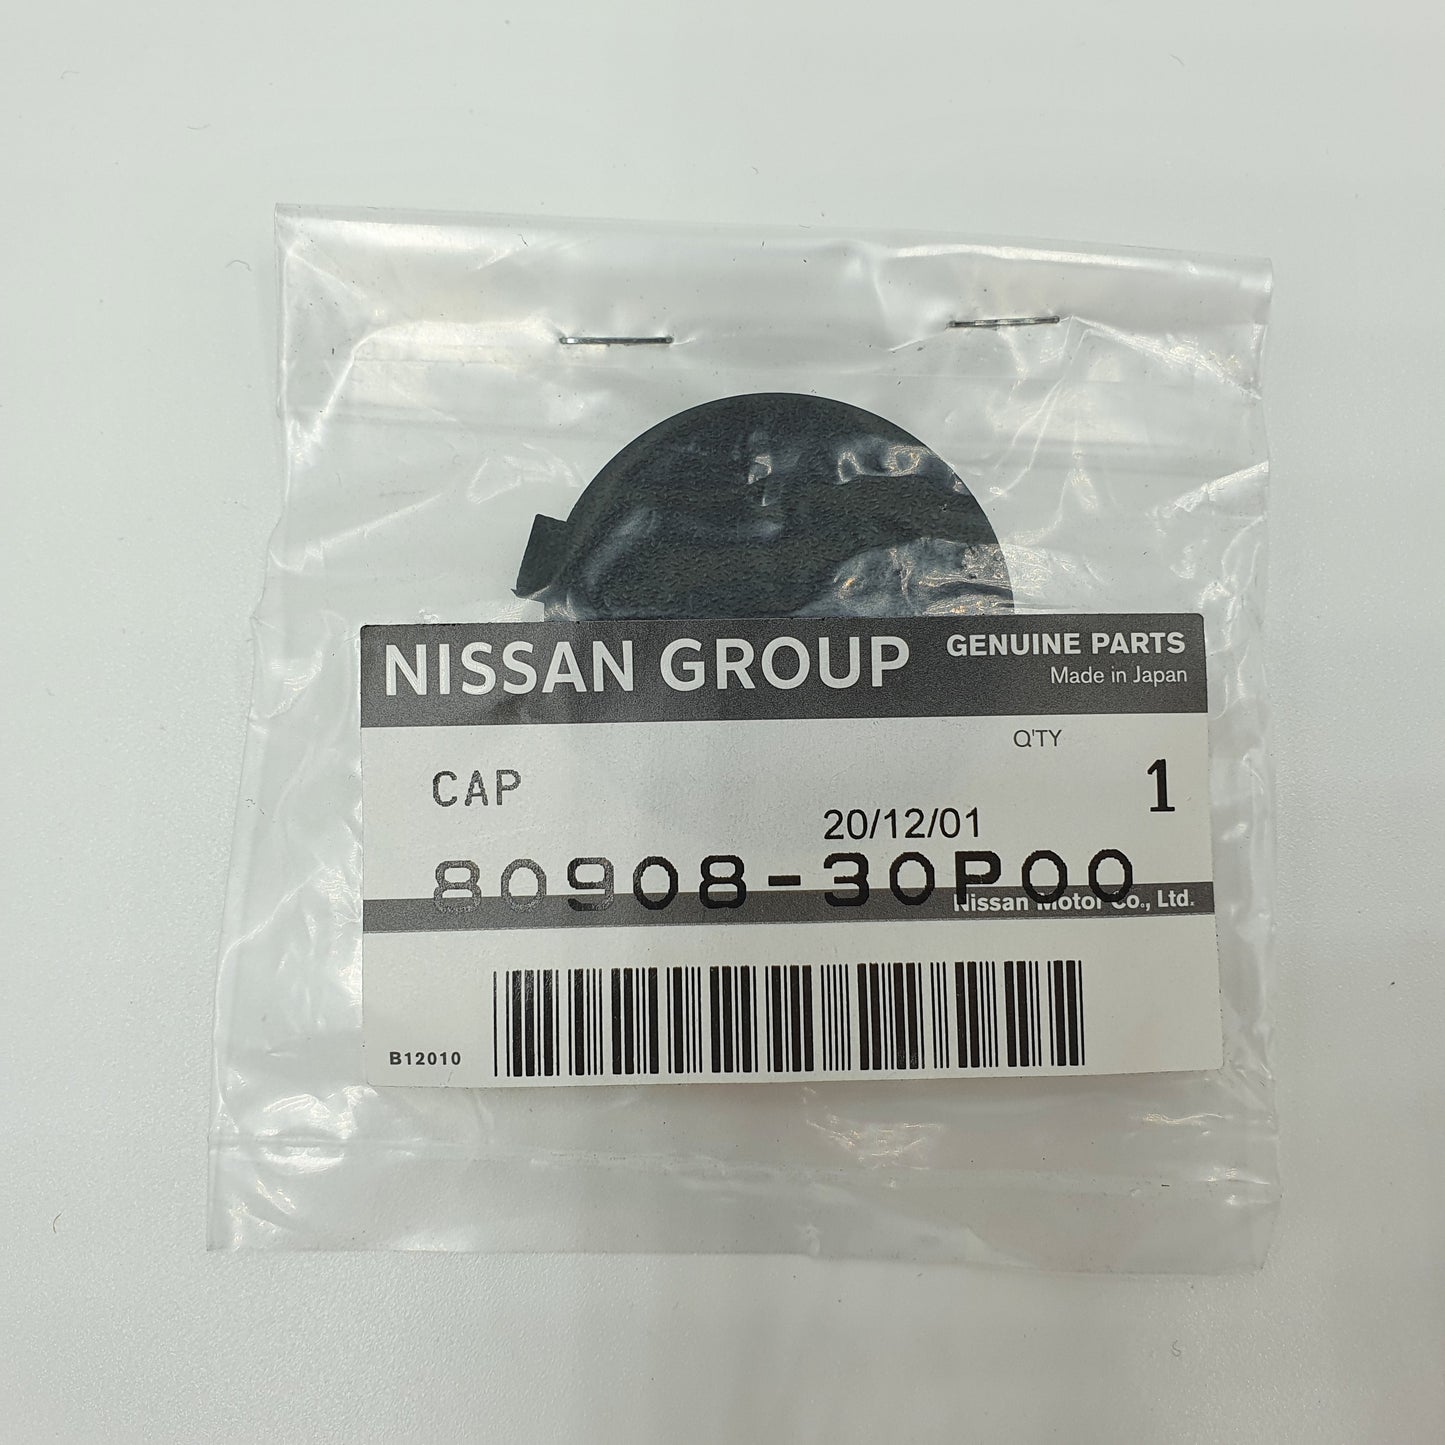 NISSAN GROUP
GENUINE PARTS
Made in Japan
Q'TY
CAP
1
20/12/01
80908-30P00
Nissan Motor Co., Ltd.
B12010